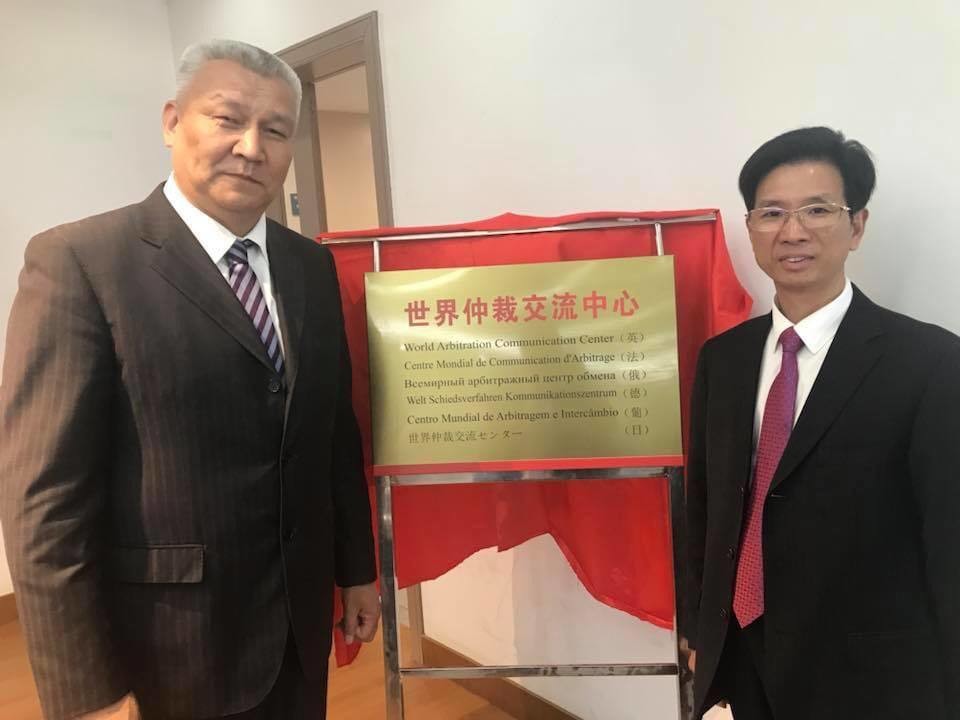 世界仲裁交流中心
World Arbitration Communication Center（英）
Centre Mondial de Communication d'Arbitrage（法）
Всемирный арбитражный центр обмена（俄）
Welt Schiedsverfahren Kommunikationszentrum（德）
Centro Mundial de Arbitragem e Intercâmbio（葡）
世界仲裁交流センター（日）